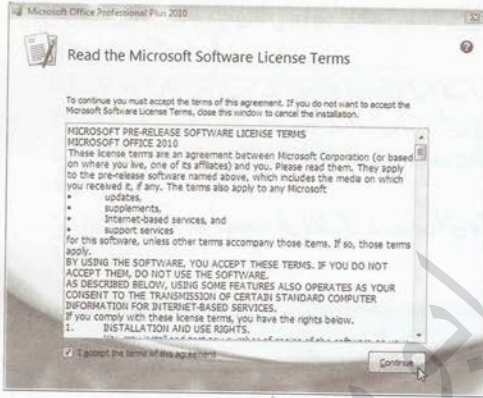 Microsoft Office Professional Plus 2010
Read the Microsoft Software License Terms
To continue you must accept the terms of this agreement. If you do not want to accept the
Microsoft Software License Terms, close this window to cancel the installation.
MICROSOFT PRE-RELEASE SOFTWARE LICENSE TERMS
MICROSOFT OFFICE 2010
These license terms are an agreement between Microsoft Corporation (or based
on where you live, one of its affiliates) and you. Please read them. They apply
to the pre-release software named above, which includes the media on which
you received it, if any. The terms also apply to any Microsoft
• updates,
• supplements,
• Internet-based services, and
• support services
for this software, unless other terms accompany those items. If so, those terms
apply.
BY USING THE SOFTWARE, YOU ACCEPT THESE TERMS. IF YOU DO NOT
ACCEPT THEM, DO NOT USE THE SOFTWARE.
AS DESCRIBED BELOW, USING SOME FEATURES ALSO OPERATES AS YOUR
CONSENT TO THE TRANSMISSION OF CERTAIN STANDARD COMPUTER
INFORMATION FOR INTERNET-BASED SERVICES.
If you comply with these license terms, you have the rights below.
1. INSTALLATION AND USE RIGHTS.
I accept the terms of this agreement
Continue